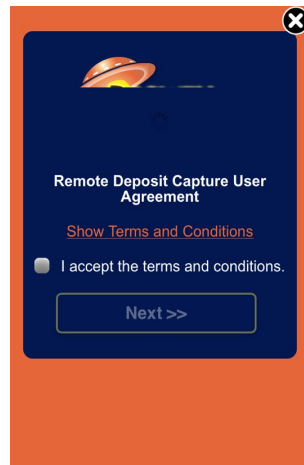 Remote Deposit Capture User
Agreement
Show Terms and Conditions
I accept the terms and conditions.
Next >>